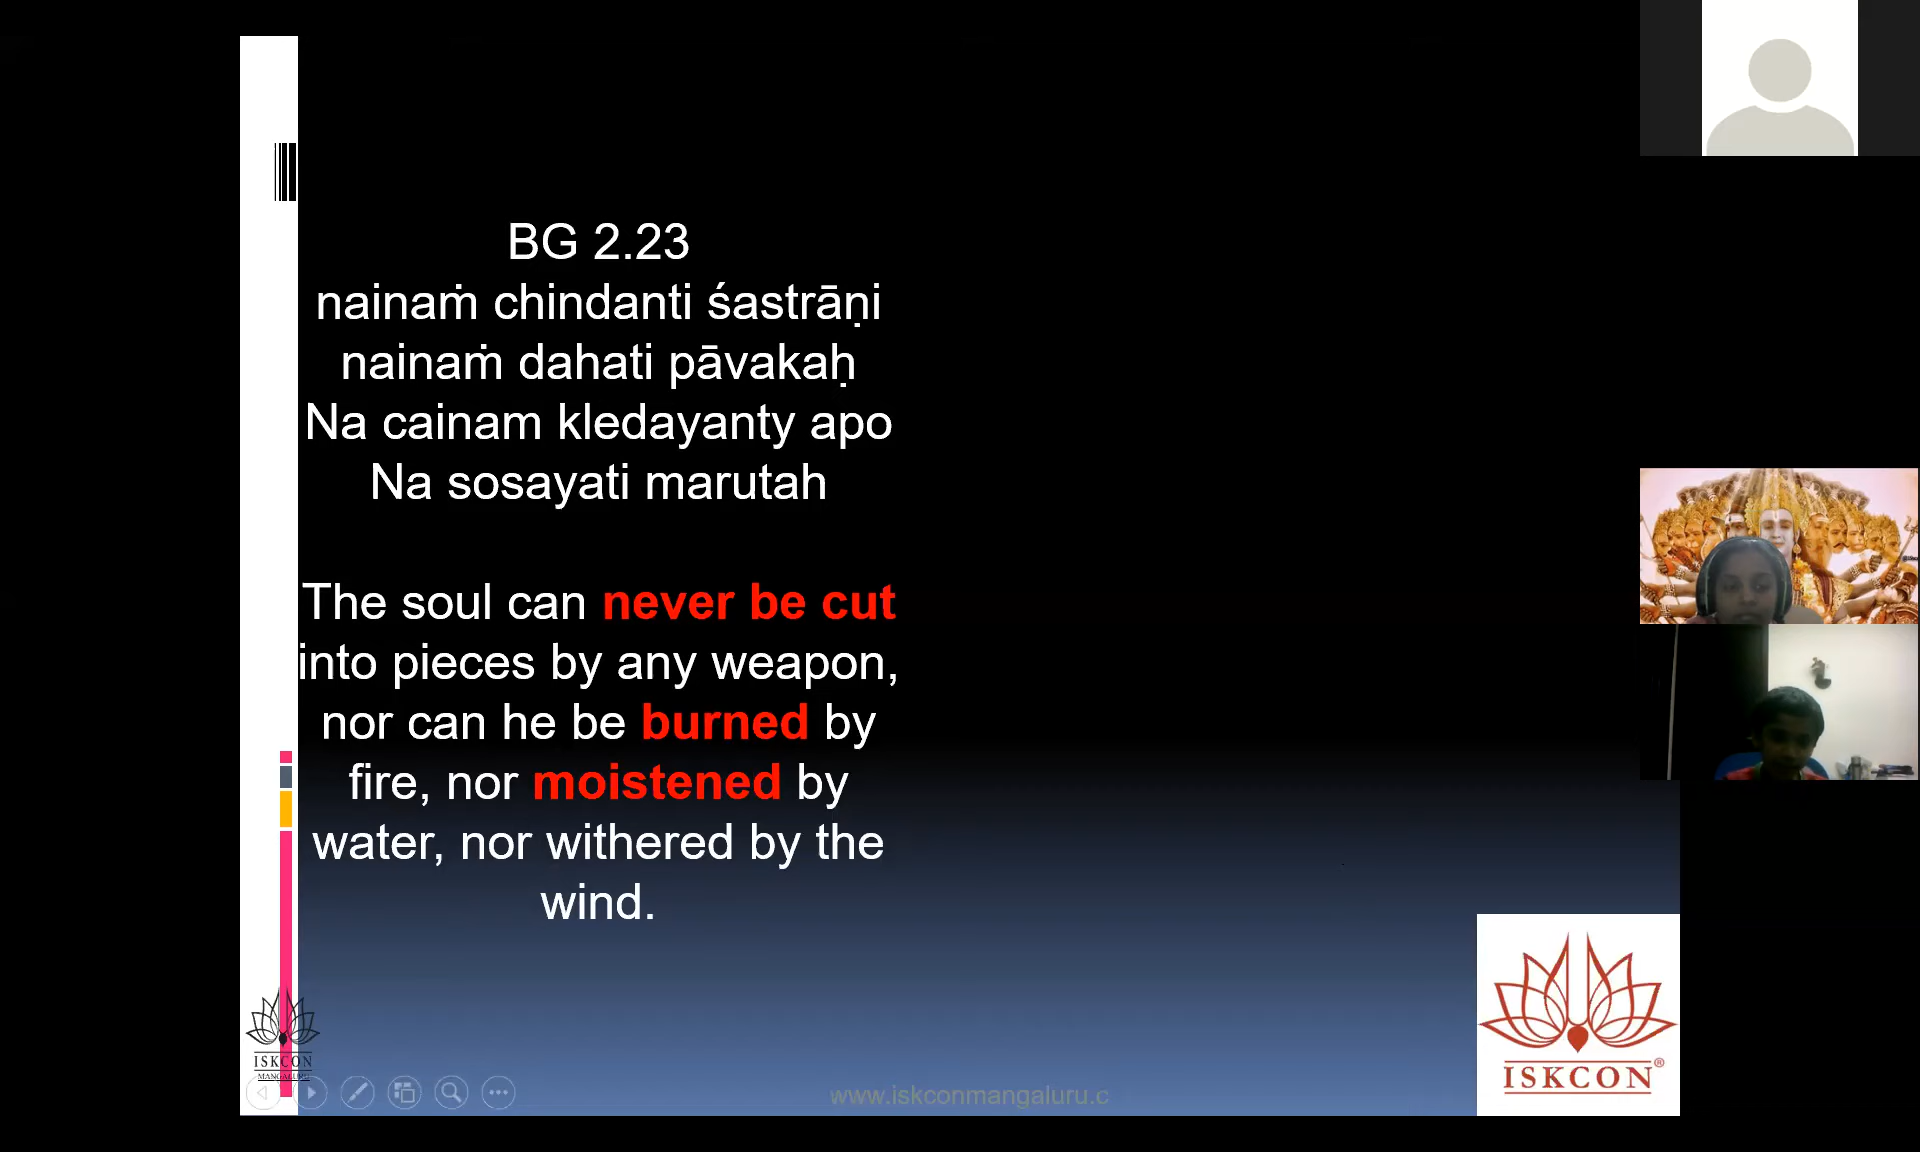 BG 2.23
nainaṁ chindanti śastrāṇi
nainaṁ dahati pāvakaḥ
Na cainam kledayanty apo
Na sosayati marutah
The soul can never be cut
into pieces by any weapon,
nor can he be burned by
fire, nor moistened by
water, nor withered by the
wind.
ISKCON
MANGALURU
www.iskconmangaluru.c
ISKCON®